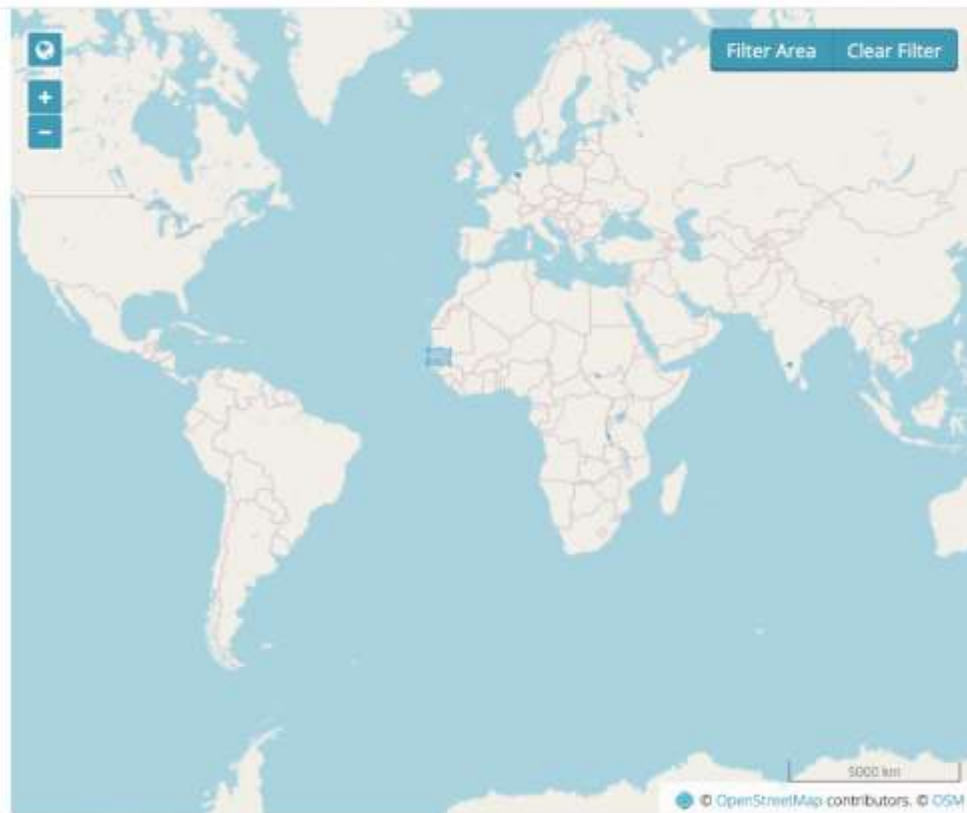 Filter Area Clear Filter
+
−
5000 km
© OpenStreetMap contributors. © OSM